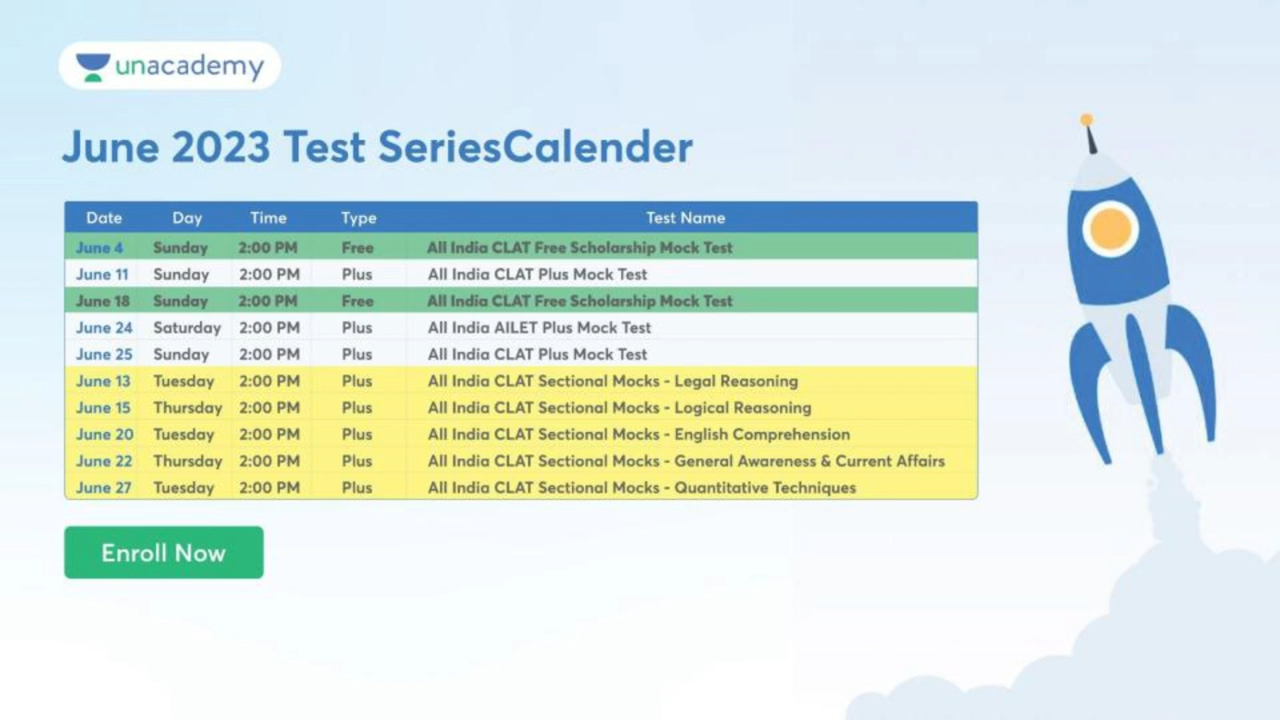 unacademy
June 2023 Test SeriesCalender
Date Day Time Type Test Name
June 4 Sunday 2:00 PM Free All India CLAT Free Scholarship Mock Test
June 11 Sunday 2:00 PM Plus All India CLAT Plus Mock Test
June 18 Sunday 2:00 PM Free All India CLAT Free Scholarship Mock Test
June 24 Saturday 2:00 PM Plus All India AILET Plus Mock Test
June 25 Sunday 2:00 PM Plus All India CLAT Plus Mock Test
June 13 Tuesday 2:00 PM Plus All India CLAT Sectional Mocks - Legal Reasoning
June 15 Thursday 2:00 PM Plus All India CLAT Sectional Mocks - Logical Reasoning
June 20 Tuesday 2:00 PM Plus All India CLAT Sectional Mocks - English Comprehension
June 22 Thursday 2:00 PM Plus All India CLAT Sectional Mocks - General Awareness & Current Affairs
June 27 Tuesday 2:00 PM Plus All India CLAT Sectional Mocks - Quantitative Techniques
Enroll Now